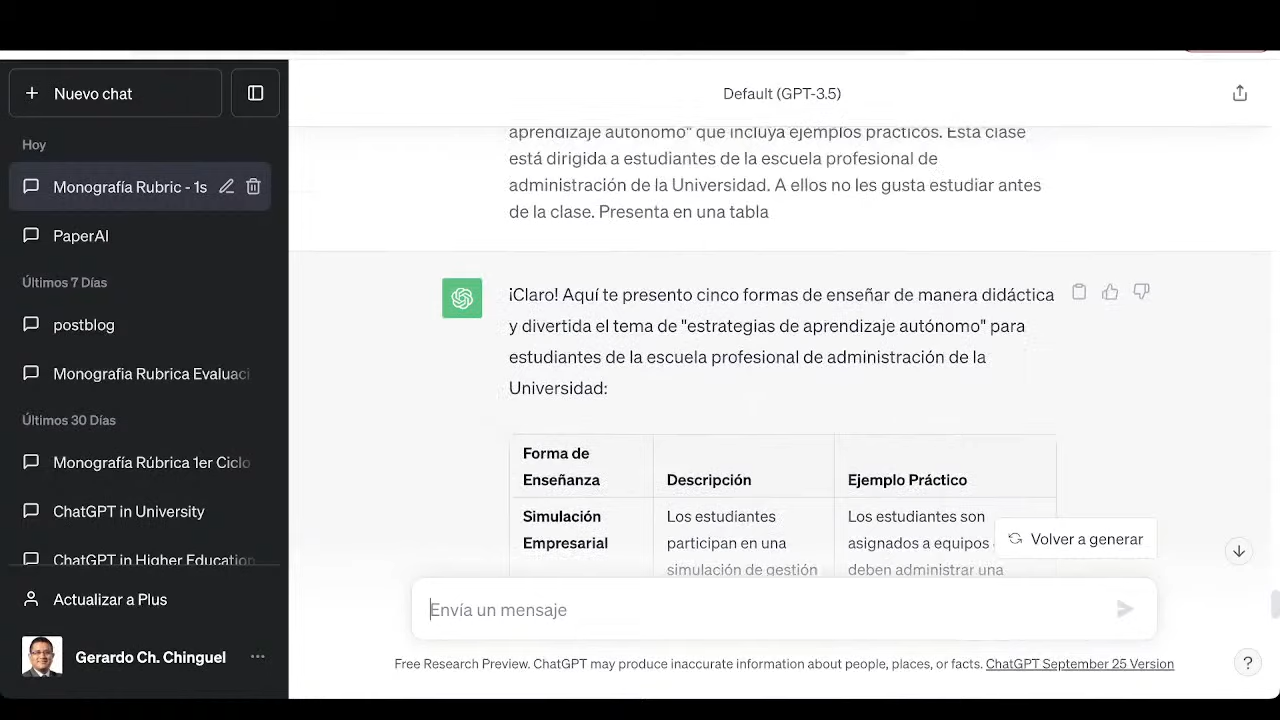 Nuevo chat
Hoy
Monografía Rubric - 1s
PaperAI
Últimos 7 Días
postblog
Monografia Rubrica Evaluaci
Últimos 30 Días
Monografía Rúbrica 1er Ciclo
ChatGPT in University
ChatGPT in Higher Education
Actualizar a Plus
Gerardo Ch. Chinguel
Default (GPT-3.5)
aprendizaje autónomo" que incluya ejemplos prácticos. Esta clase
está dirigida a estudiantes de la escuela profesional de
administración de la Universidad. A ellos no les gusta estudiar antes
de la clase. Presenta en una tabla
¡Claro! Aquí te presento cinco formas de enseñar de manera didáctica
y divertida el tema de "estrategias de aprendizaje autónomo" para
estudiantes de la escuela profesional de administración de la
Universidad:
Forma de
Enseñanza
Descripción
Ejemplo Práctico
Simulación
Empresarial
Los estudiantes
participan en una
simulación de gestión
Los estudiantes son
asignados a equipos
deben administrar una
Volver a generar
Envía un mensaje
Free Research Preview. ChatGPT may produce inaccurate information about people, places, or facts. ChatGPT September 25 Version
?